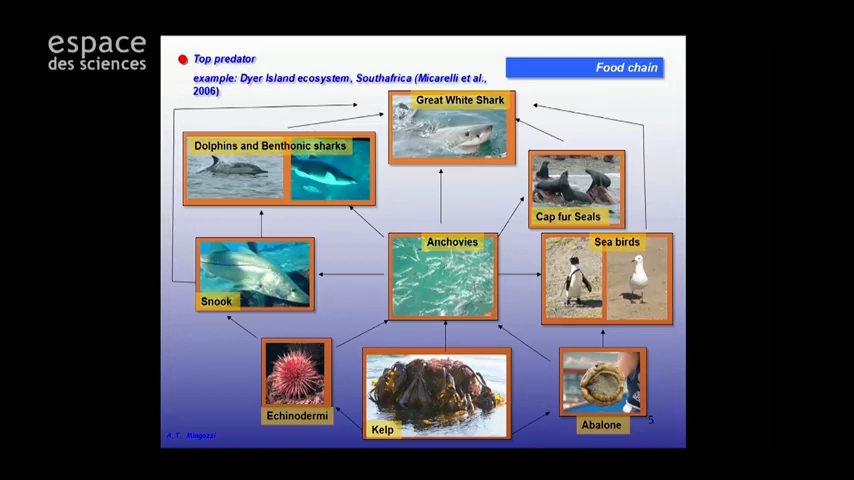 espace
des sciences
Top predator
example: Dyer Island ecosystem, Southafrica (Micarelli et al.,
2006)
Food chain
Great White Shark
Dolphins and Benthonic sharks
Cap fur Seals
Anchovies
Sea birds
Snook
Echinodermi
Kelp
Abalone
5
A. T. Mingozzi